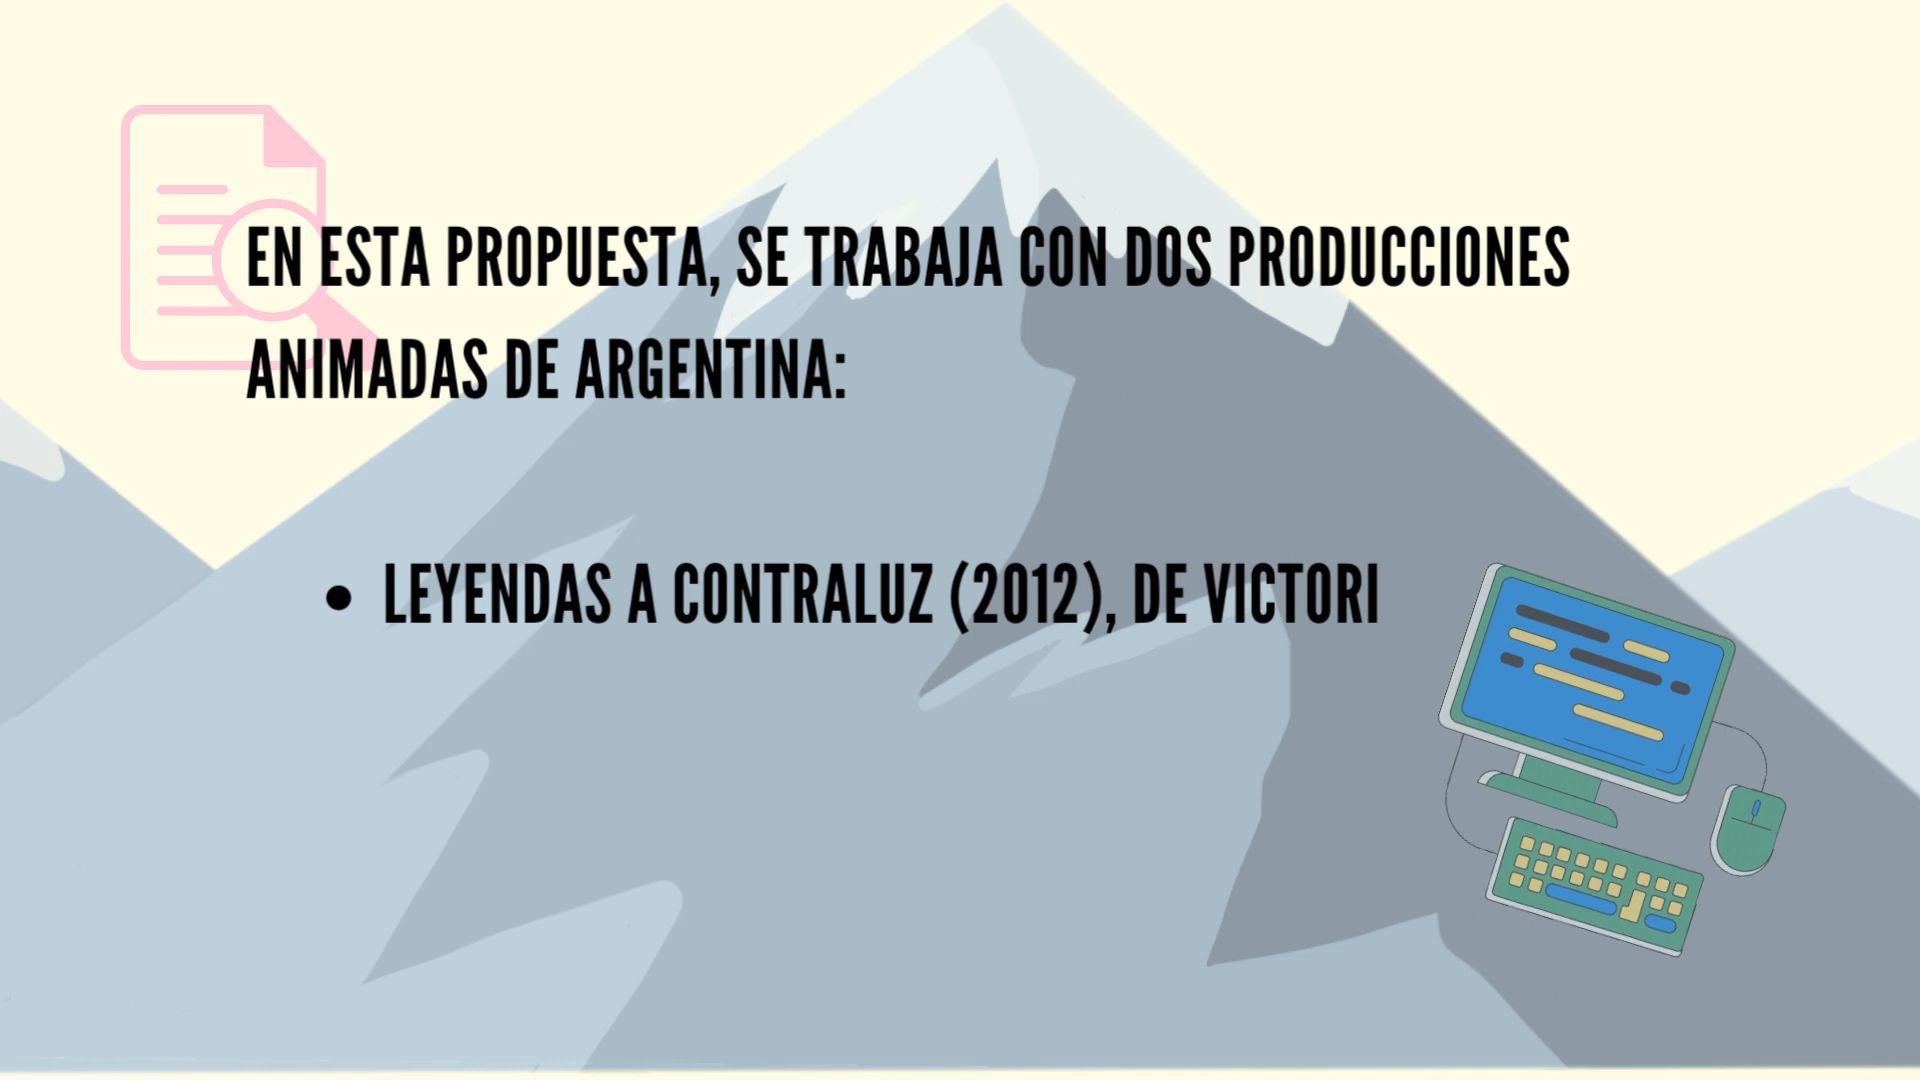 EN ESTA PROPUESTA, SE TRABAJA CON DOS PRODUCCIONES
ANIMADAS DE ARGENTINA:
• LEYENDAS A CONTRALUZ (2012), DE VICTORI